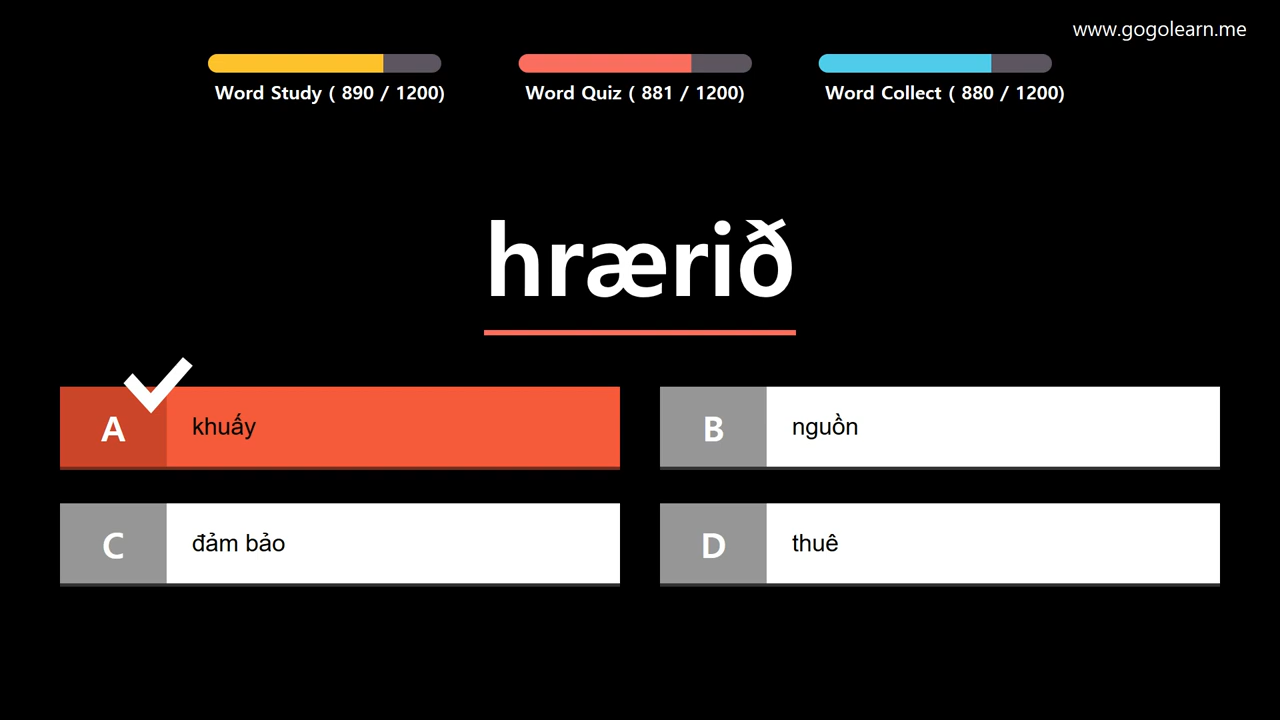 www.gogolearn.me
Word Study ( 890 / 1200)
Word Quiz ( 881 / 1200)
Word Collect ( 880 / 1200)
hrærið
A
khuấy
B
nguồn
C
đảm bảo
D
thuê